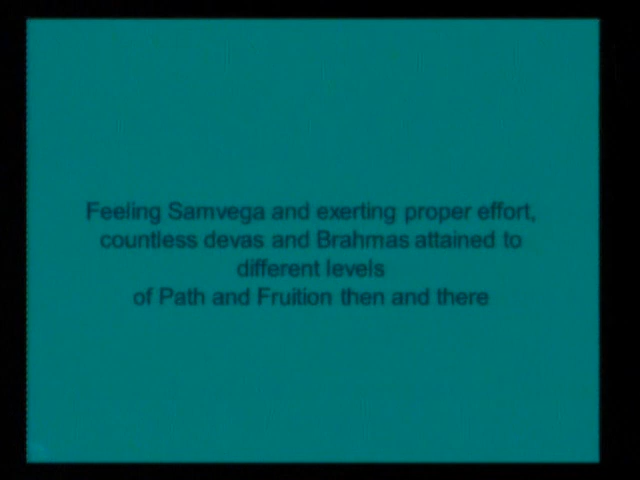 Feeling Samvega and exerting proper effort,
countless devas and Brahmas attained to
different levels
of Path and Fruition then and there